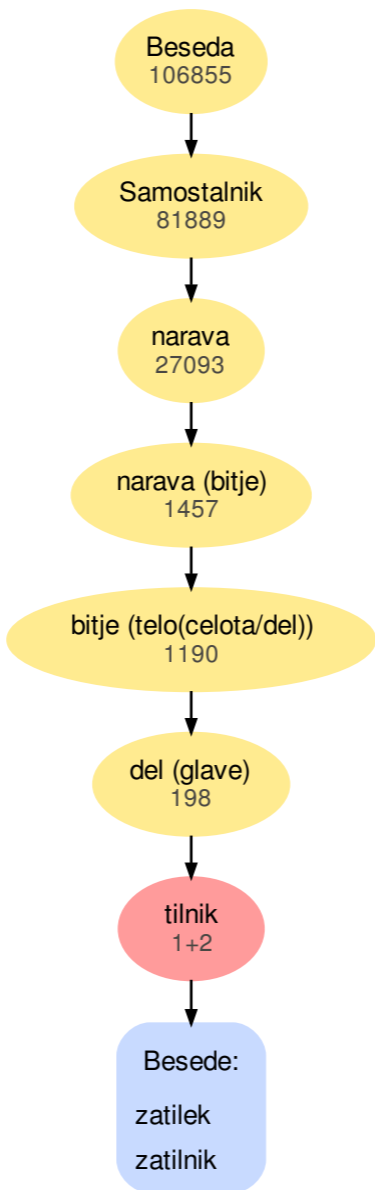 Beseda
106855
Samostalnik
81889
narava
27093
narava (bitje)
1457
bitje (telo(celota/del))
1190
del (glave)
198
tilnik
1+2
Besede:
zatilek
zatilnik